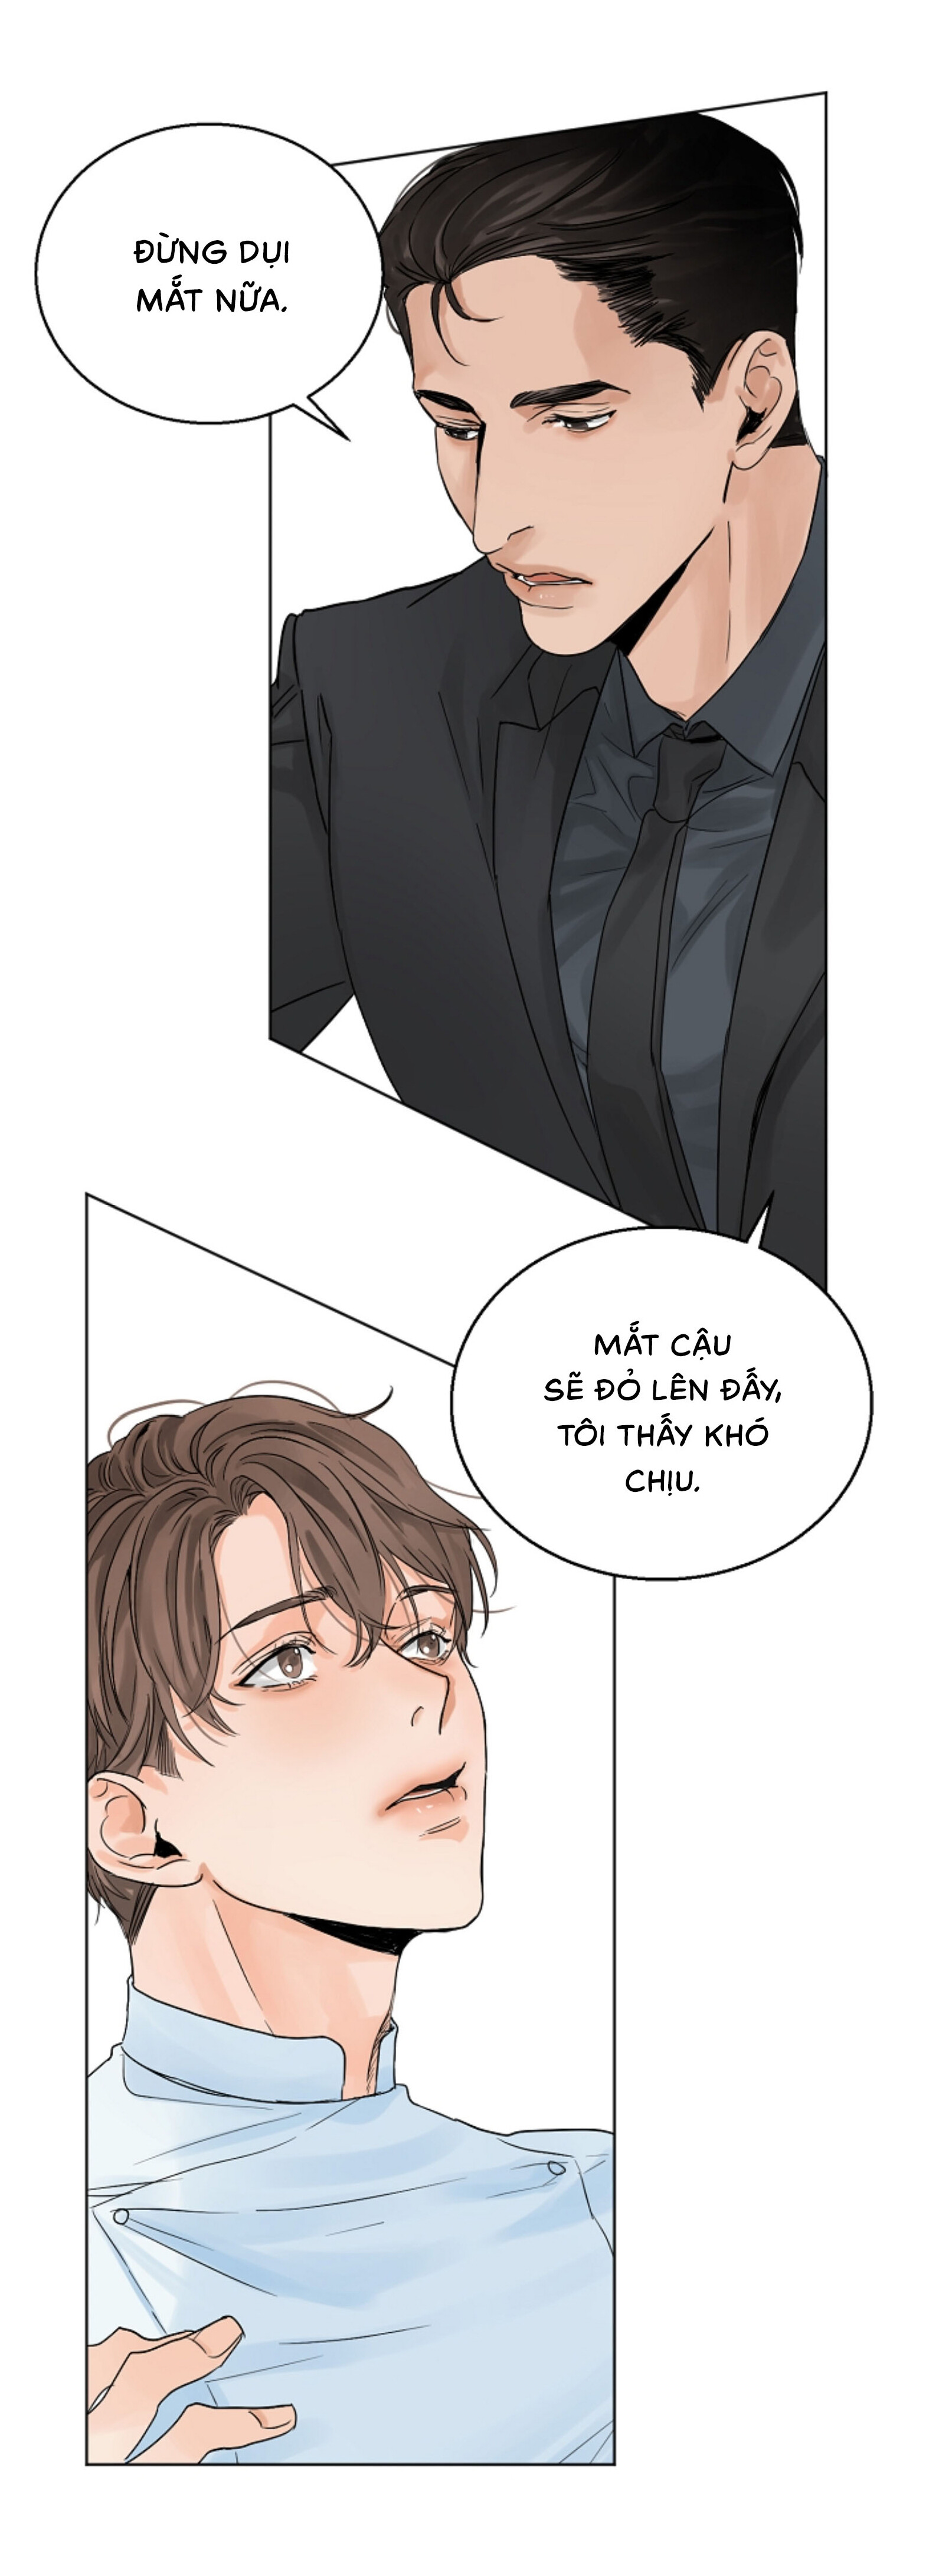 ĐỪNG DỤI
MẮT NỮA.
MẮT CẬU
SẼ ĐỎ LÊN ĐẤY,
TÔI THẤY KHÓ
CHỊU.